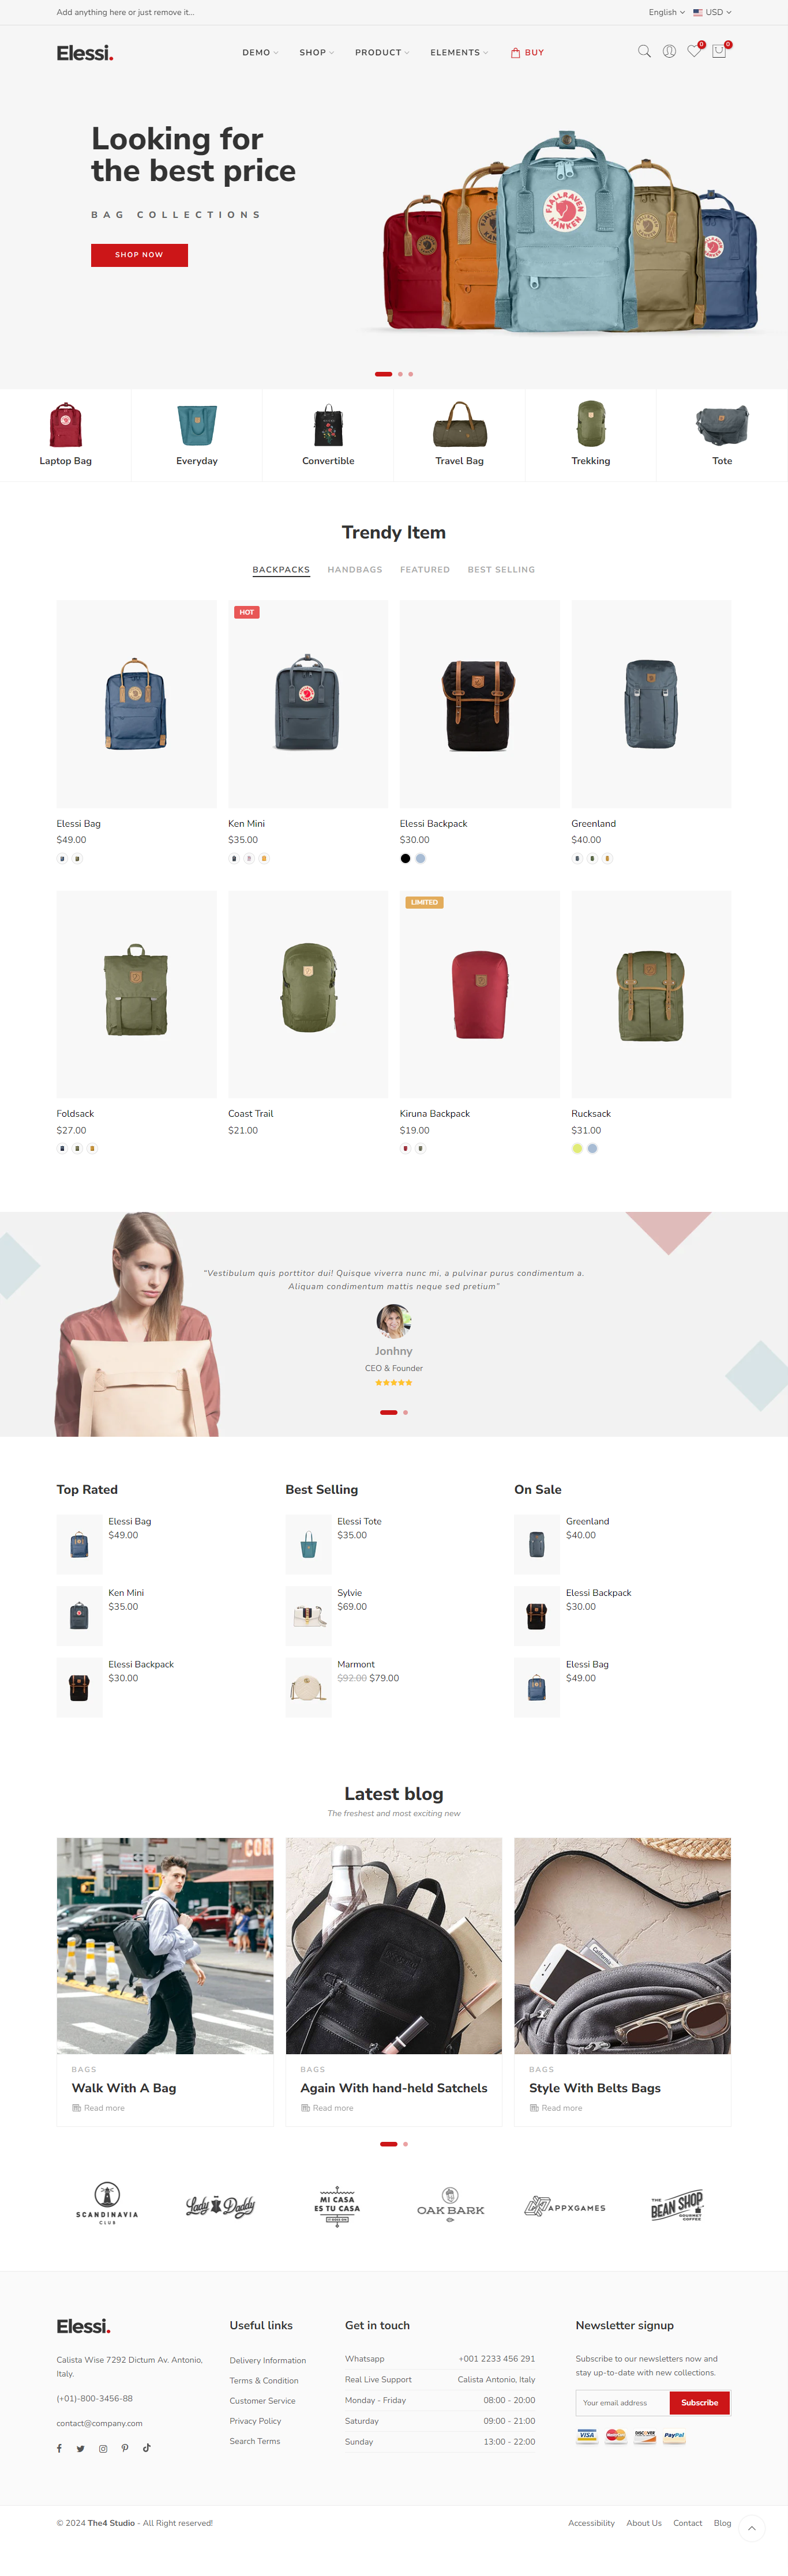 Add anything here or just remove it...
English
USD
Elessi.
DEMO
SHOP
PRODUCT
ELEMENTS
BUY
0
0
Looking for
the best price
BAG COLLECTIONS
SHOP NOW
FJALLRAVEN
KANKEN
Laptop Bag
Everyday
Convertible
Travel Bag
Trekking
Tote
Trendy Item
BACKPACKS
HANDBAGS
FEATURED
BEST SELLING
HOT
Elessi Bag
$49.00
Ken Mini
$35.00
Elessi Backpack
$30.00
Greenland
$40.00
LIMITED
Foldsack
$27.00
Coast Trail
$21.00
Kiruna Backpack
$19.00
Rucksack
$31.00
“Vestibulum quis porttitor dui! Quisque viverra nunc mi, a pulvinar purus condimentum a.
Aliquam condimentum mattis neque sed pretium”
Jonhny
CEO & Founder
Top Rated
Elessi Bag
$49.00
Ken Mini
$35.00
Elessi Backpack
$30.00
Best Selling
Elessi Tote
$35.00
Sylvie
$69.00
Marmont
$92.00 $79.00
On Sale
Greenland
$40.00
Elessi Backpack
$30.00
Elessi Bag
$49.00
Latest blog
The freshest and most exciting new
BAGS
Walk With A Bag
Read more
BAGS
Again With hand-held Satchels
Read more
California
BAGS
Style With Belts Bags
Read more
SCANDINAVIA
CLUB
Lady & Daddy
MI CASA
ES TU CASA
OAK BARK
APPXGAMES
THE
BEAN SHOP
GOURMET
COFFEE
Elessi.
Calista Wise 7292 Dictum Av. Antonio,
Italy.
(+01)-800-3456-88
contact@company.com
Useful links
Delivery Information
Terms & Condition
Customer Service
Privacy Policy
Search Terms
Get in touch
Whatsapp +001 2233 456 291
Real Live Support Calista Antonio, Italy
Monday - Friday 08:00 - 20:00
Saturday 09:00 - 21:00
Sunday 13:00 - 22:00
Newsletter signup
Subscribe to our newsletters now and
stay up-to-date with new collections.
Your email address
Subscribe
VISA
MasterCard
DISCOVER
PayPal
© 2024 The4 Studio - All Right reserved!
Accessibility
About Us
Contact
Blog